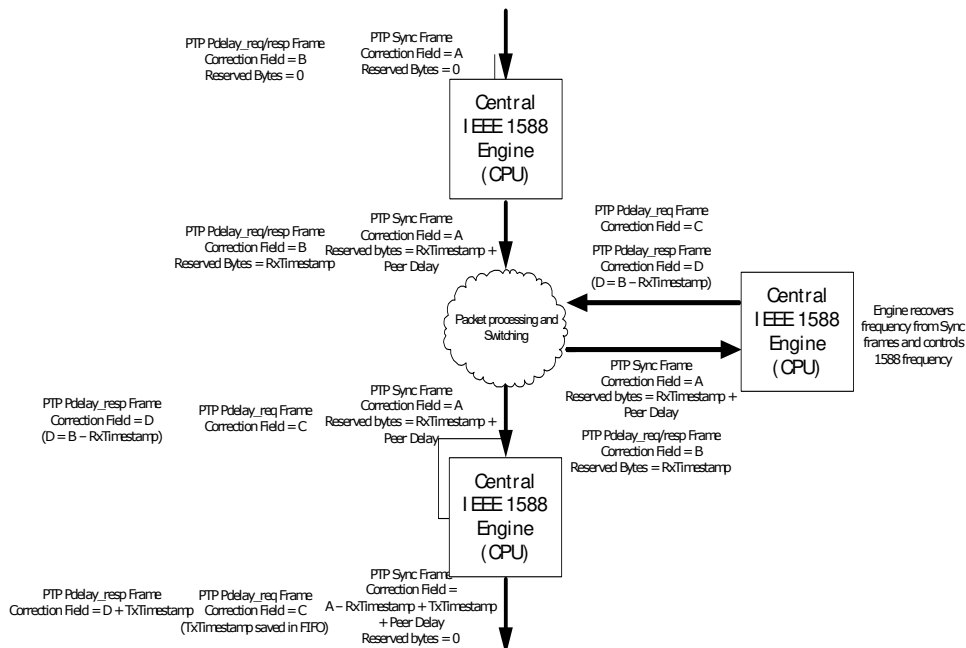 PTP Pdelay_req/resp Frame
Correction Field = B
Reserved Bytes = 0
PTP Sync Frame
Correction Field = A
Reserved Bytes = 0
Central
IEEE 1588
Engine
(CPU)
PTP Pdelay_req/resp Frame
Correction Field = B
Reserved Bytes = RxTimestamp
PTP Sync Frame
Correction Field = A
Reserved bytes = RxTimestamp +
Peer Delay
PTP Pdelay_req Frame
Correction Field = C
PTP Pdelay_resp Frame
Correction Field = D
(D = B – RxTimestamp)
Packet processing and
Switching
Central
IEEE 1588
Engine
(CPU)
Engine recovers
frequency from Sync
frames and controls
1588 frequency
PTP Sync Frame
Correction Field = A
Reserved bytes = RxTimestamp +
Peer Delay
PTP Pdelay_req/resp Frame
Correction Field = B
Reserved Bytes = RxTimestamp
PTP Pdelay_resp Frame
Correction Field = D
(D = B – RxTimestamp)
PTP Pdelay_req Frame
Correction Field = C
PTP Sync Frame
Correction Field = A
Reserved bytes = RxTimestamp +
Peer Delay
Central
IEEE 1588
Engine
(CPU)
PTP Pdelay_resp Frame
Correction Field = D + TxTimestamp
PTP Pdelay_req Frame
Correction Field = C
(TxTimestamp saved in FIFO)
PTP Sync Frame
Correction Field =
A – RxTimestamp + TxTimestamp
+ Peer Delay
Reserved bytes = 0